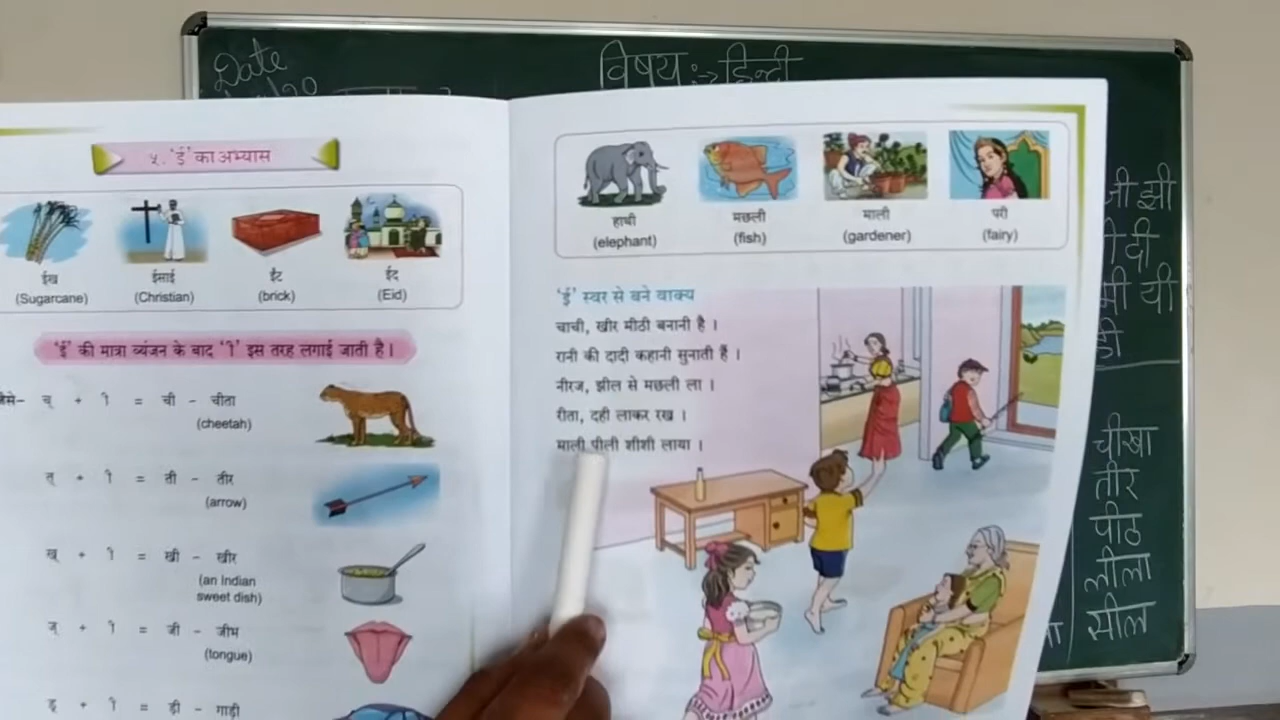 Date
विषय :-> हिन्दी
५. 'ई' का अभ्यास
ईख
(Sugarcane)
ईसाई
(Christian)
ईंट
(brick)
ईद
(Eid)
'ई' की मात्रा व्यंजन के बाद 'ी' इस तरह लगाई जाती है।
जैसे- च् + ी = ची - चीता
(cheetah)
त् + ी = ती - तीर
(arrow)
ख् + ी = खी - खीर
(an Indian
sweet dish)
ज् + ी = जी - जीभ
(tongue)
ड़् + ी = ड़ी - गाड़ी
हाथी
(elephant)
मछली
(fish)
माली
(gardener)
परी
(fairy)
'ई' स्वर से बने वाक्य
चाची, खीर मीठी बनानी है।
रानी की दादी कहानी सुनाती हैं।
नीरज, झील से मछली ला।
रीता, दही लाकर रख।
माली पीली शीशी लाया।
जी झी
दी
यी
ही
चीखा
तीर
पीठ
लीला
सील